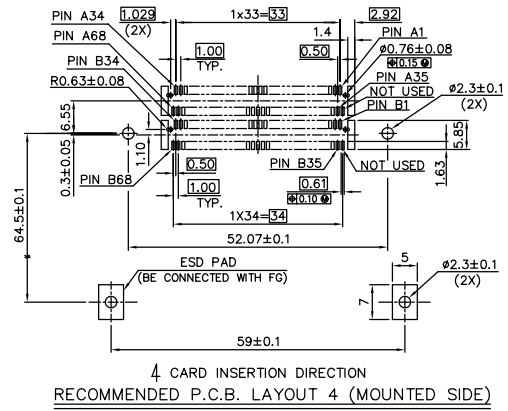 PIN A34
1.029
(2X)
1x33=33
2.92
PIN A68
1.4
PIN A1
PIN B34
1.00
TYP.
0.50
Ø0.76±0.08
⌖0.15Ⓜ
R0.63±0.08
PIN A35
NOT USED
PIN B1
Ø2.3±0.1
(2X)
6.55
0.3±0.05
1.10
5.85
1.63
PIN B68
0.50
PIN B35
NOT USED
1.00
TYP.
0.61
⌖0.10Ⓜ
1X34=34
64.5±0.1
52.07±0.1
ESD PAD
(BE CONNECTED WITH FG)
5
7
Ø2.3±0.1
(2X)
59±0.1
CARD INSERTION DIRECTION
RECOMMENDED P.C.B. LAYOUT 4 (MOUNTED SIDE)